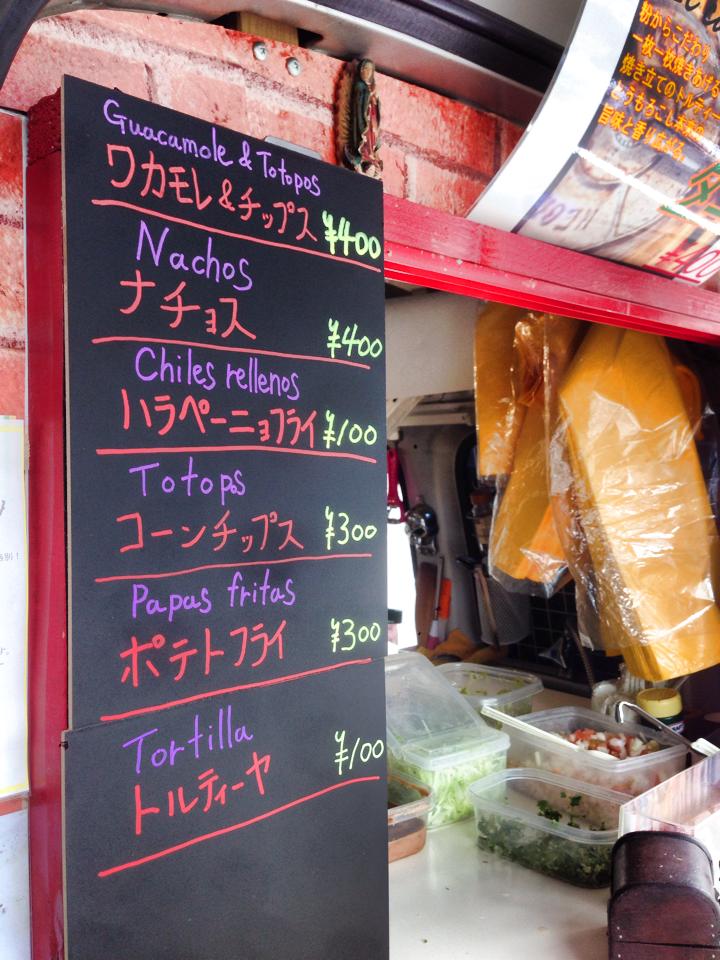 Guacamole & Totopos
ワカモレ&チップス ¥400
Nachos
ナチョス ¥400
Chiles rellenos
ハラペーニョフライ ¥100
Totops
コーンチップス ¥300
Papas fritas
ポテトフライ ¥300
Tortilla
トルティーヤ ¥100
粉からこだわり
一枚一枚焼きあげる
焼き立てのトルティー
とうもろこし本来の
旨味と香り